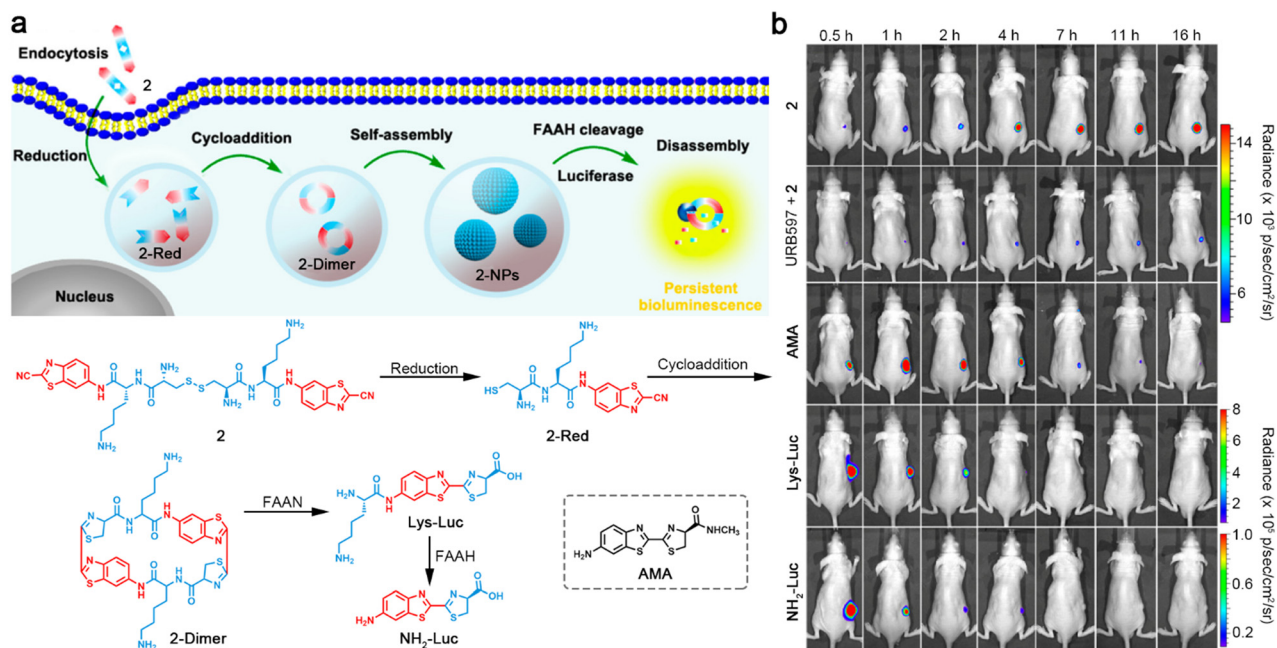 a
Endocytosis
2
Reduction
Cycloaddition
Self-assembly
FAAH cleavage
Luciferase
Disassembly
2-Red
2-Dimer
2-NPs
Nucleus
Persistent
bioluminescence
NC
S
N
N
H
O
H
N
O
NH2
S
S
NH2
O
H
N
NH2
O
H
N
S
N
CN
NH2
2
Reduction
HS
NH2
O
H
N
NH2
O
H
N
S
N
CN
2-Red
Cycloaddition
NH2
N
S
O
N
H
O
H
N
N
S
N
S
N
H
O
H
N
O
N
S
NH2
2-Dimer
FAAN
H2N
O
H
N
N
S
N
S
O
OH
NH2
Lys-Luc
FAAH
NH2
N
S
N
S
O
OH
NH2-Luc
NH2
N
S
N
S
O
NHCH3
AMA
b
0.5 h 1 h 2 h 4 h 7 h 11 h 16 h
2
URB597 + 2
AMA
Lys-Luc
NH2-Luc
14
10
6
Radiance (x 10³ p/sec/cm²/sr)
8
6
4
2
1.0
0.6
0.2
Radiance (x 10⁵ p/sec/cm²/sr)